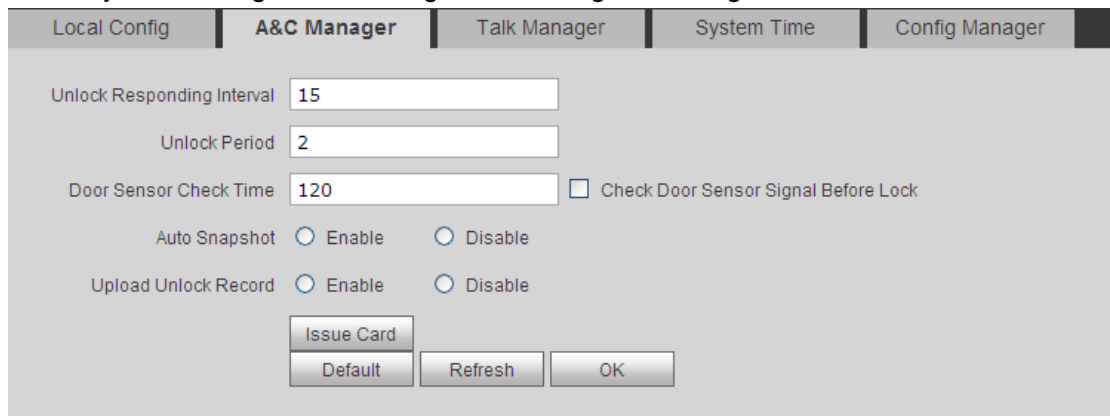 Local Config A&C Manager Talk Manager System Time Config Manager
Unlock Responding Interval 15
Unlock Period 2
Door Sensor Check Time 120 Check Door Sensor Signal Before Lock
Auto Snapshot Enable Disable
Upload Unlock Record Enable Disable
Issue Card
Default Refresh OK